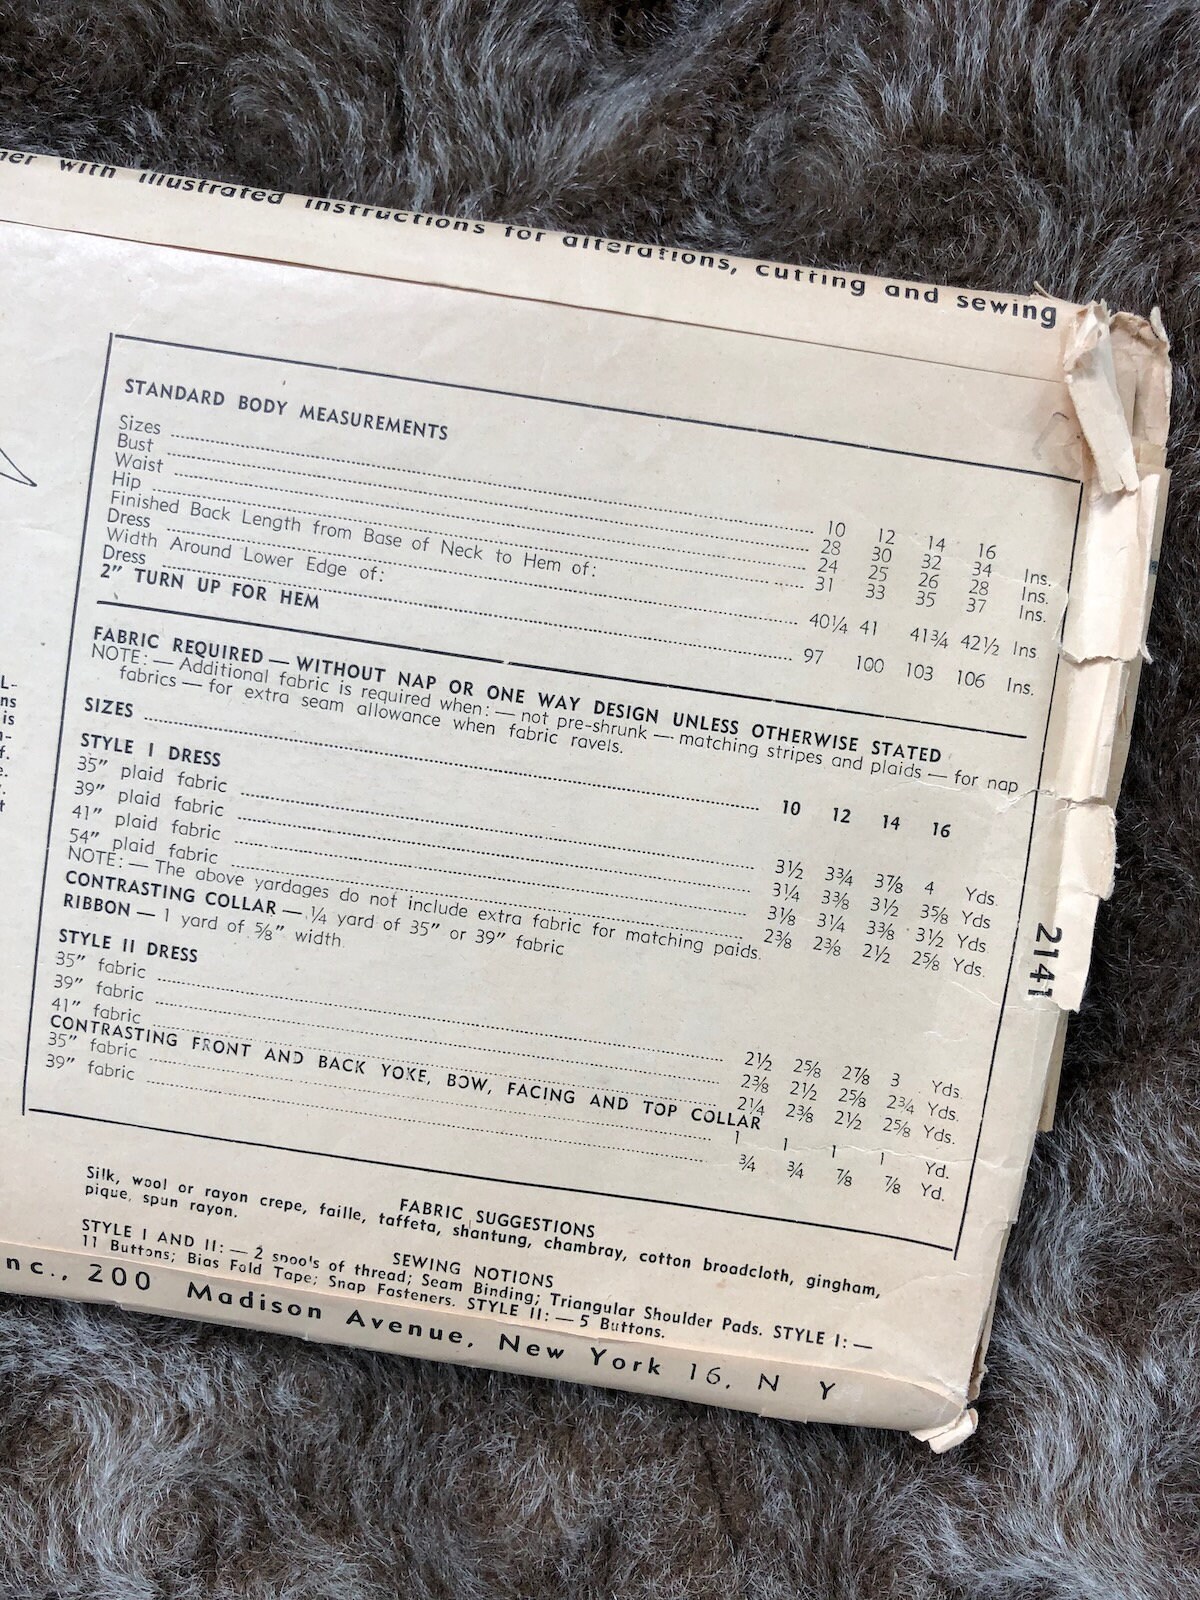 with illustrated instructions for alterations, cutting and sewing
STANDARD BODY MEASUREMENTS
Sizes 10 12 14 16
Bust 28 30 32 34 Ins.
Waist 24 25 26 28 Ins.
Hip 31 33 35 37 Ins.
Finished Back Length from Base of Neck to Hem of:
Dress 40¼ 41 41¾ 42½ Ins
Width Around Lower Edge of:
Dress 97 100 103 106 Ins.
2" TURN UP FOR HEM
FABRIC REQUIRED — WITHOUT NAP OR ONE WAY DESIGN UNLESS OTHERWISE STATED
NOTE: — Additional fabric is required when: — not pre-shrunk — matching stripes and plaids — for nap
fabrics — for extra seam allowance when fabric ravels.
SIZES 10 12 14 16
STYLE I DRESS
35" plaid fabric 3½ 3¾ 3⅞ 4 Yds.
39" plaid fabric 3¼ 3⅜ 3½ 3⅝ Yds
41" plaid fabric 3⅛ 3¼ 3⅜ 3½ Yds
54" plaid fabric 2⅜ 2⅜ 2½ 2⅝ Yds.
NOTE: — The above yardages do not include extra fabric for matching paids.
CONTRASTING COLLAR — ¼ yard of 35" or 39" fabric
RIBBON — 1 yard of ⅝" width.
STYLE II DRESS
35" fabric 2½ 2⅝ 2⅞ 3 Yds.
39" fabric 2⅜ 2½ 2⅝ 2¾ Yds.
41" fabric 2¼ 2⅜ 2½ 2⅝ Yds.
CONTRASTING FRONT AND BACK YOKE, BOW, FACING AND TOP COLLAR
35" fabric 1 1 1 1 Yd.
39" fabric ¾ ¾ ⅞ ⅞ Yd.
2141
FABRIC SUGGESTIONS
Silk, wool or rayon crepe, faille, taffeta, shantung, chambray, cotton broadcloth, gingham,
pique, spun rayon.
SEWING NOTIONS
STYLE I AND II: — 2 spools of thread; Seam Binding; Triangular Shoulder Pads. STYLE I: —
11 Buttons; Bias Fold Tape; Snap Fasteners. STYLE II: — 5 Buttons.
200 Madison Avenue, New York 16, N Y